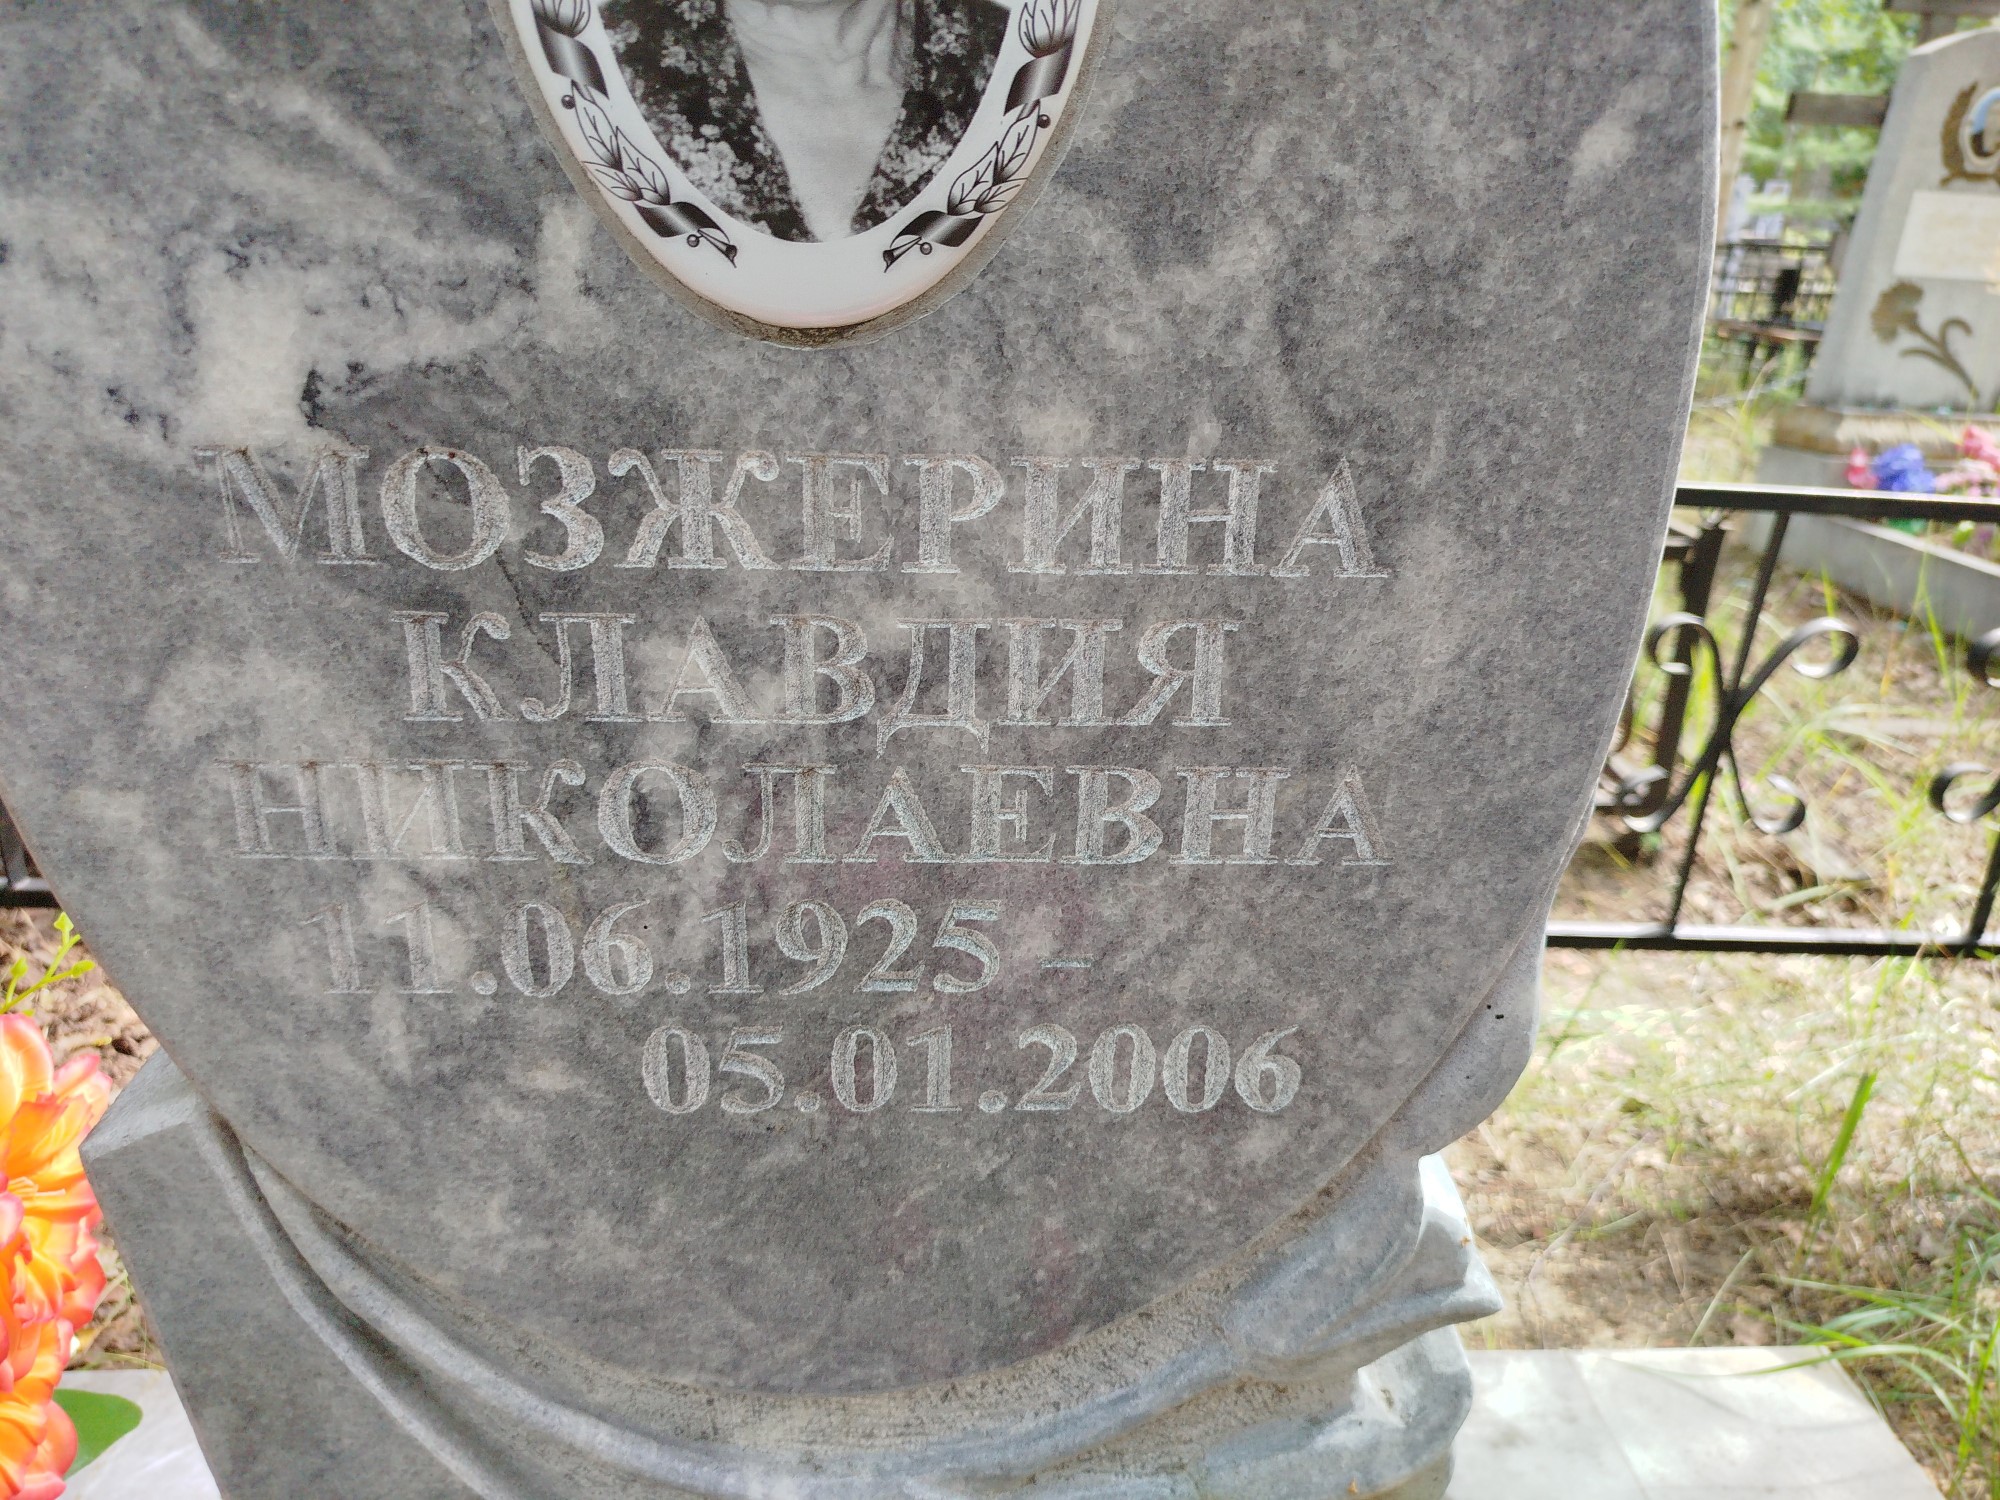 МОЗЖЕРИНА
КЛАВДИЯ
НИКОЛАЕВНА
11.06.1925 –
05.01.2006